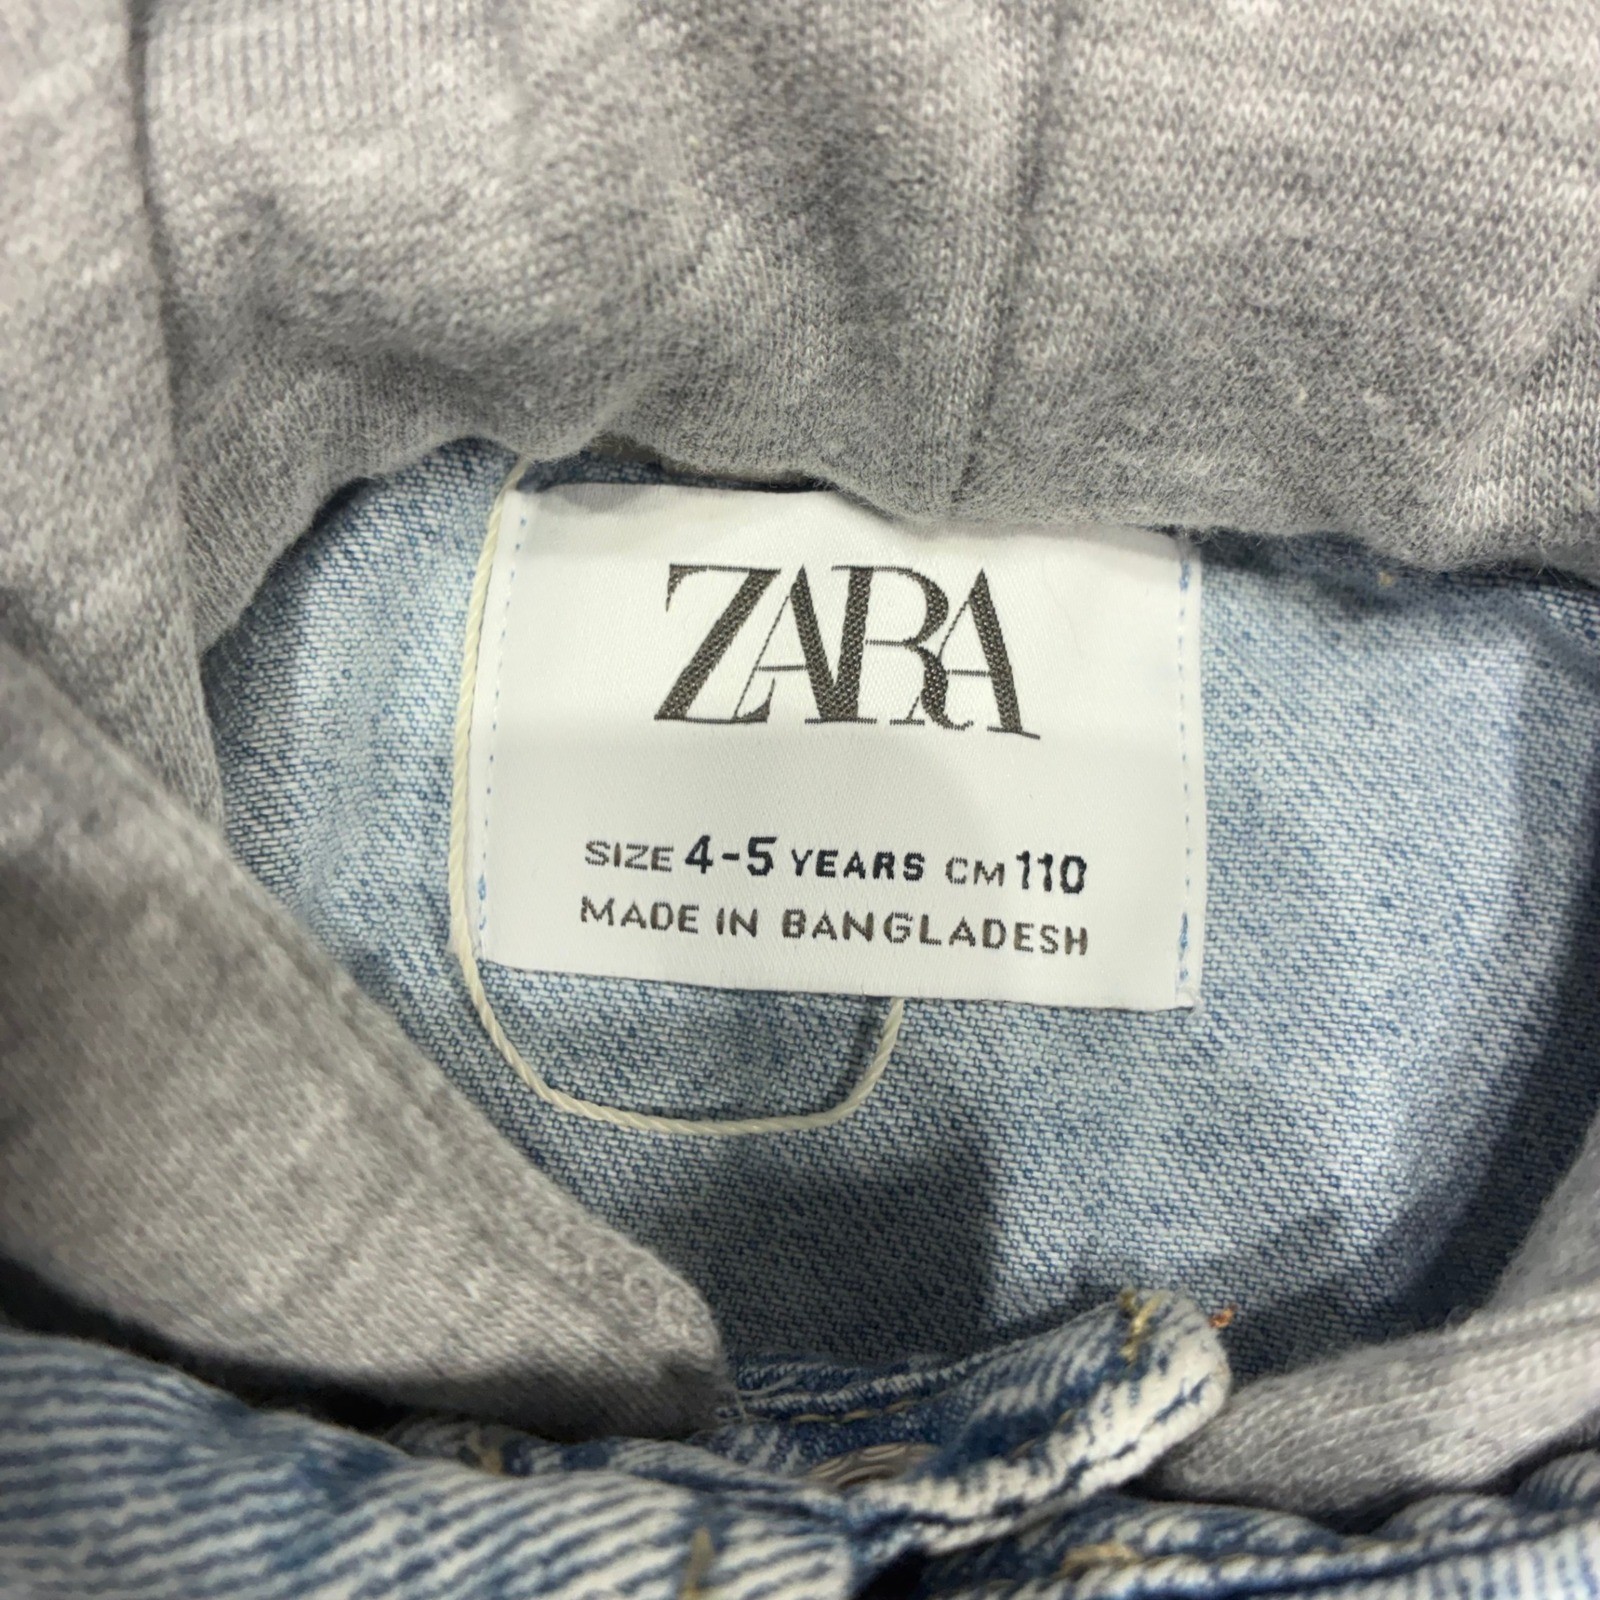 ZARA
SIZE 4-5 YEARS CM 110
MADE IN BANGLADESH